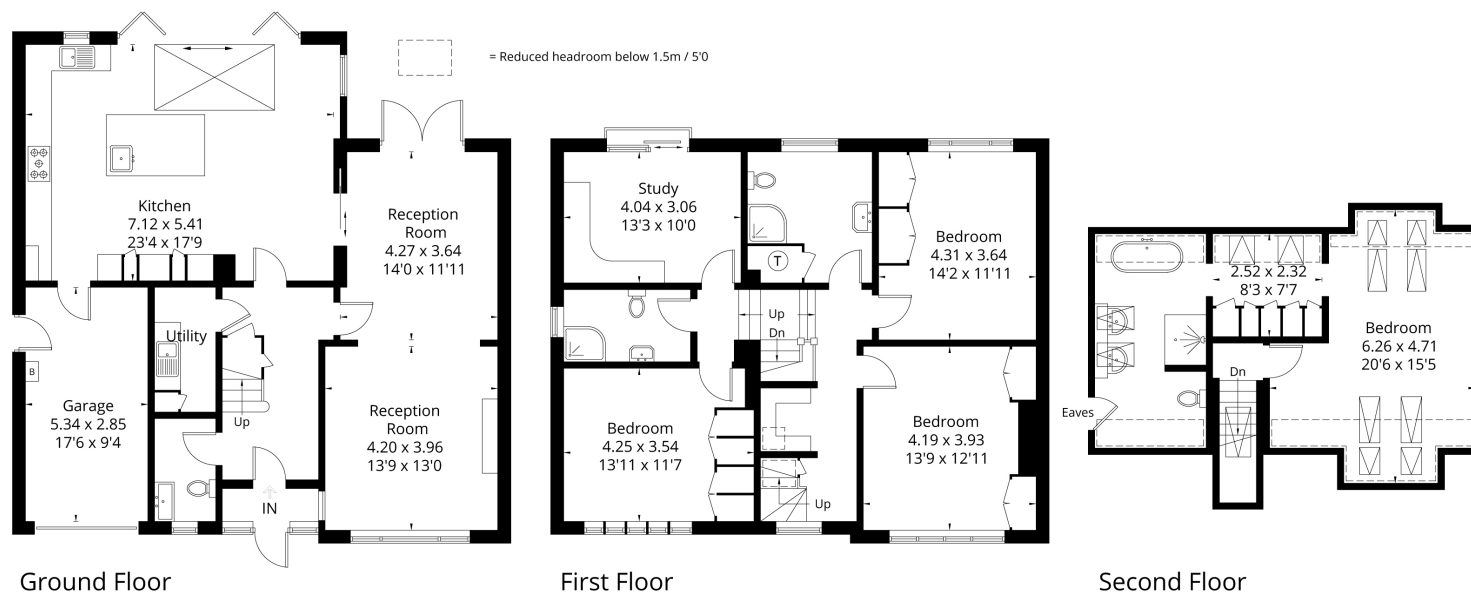 = Reduced headroom below 1.5m / 5'0
Kitchen
7.12 x 5.41
23'4 x 17'9
Reception
Room
4.27 x 3.64
14'0 x 11'11
Utility
B
Garage
5.34 x 2.85
17'6 x 9'4
Up
Reception
Room
4.20 x 3.96
13'9 x 13'0
IN
Ground Floor
Study
4.04 x 3.06
13'3 x 10'0
T
Bedroom
4.31 x 3.64
14'2 x 11'11
Up
Dn
Bedroom
4.25 x 3.54
13'11 x 11'7
Bedroom
4.19 x 3.93
13'9 x 12'11
Up
First Floor
2.52 x 2.32
8'3 x 7'7
Bedroom
6.26 x 4.71
20'6 x 15'5
Dn
Eaves
Second Floor